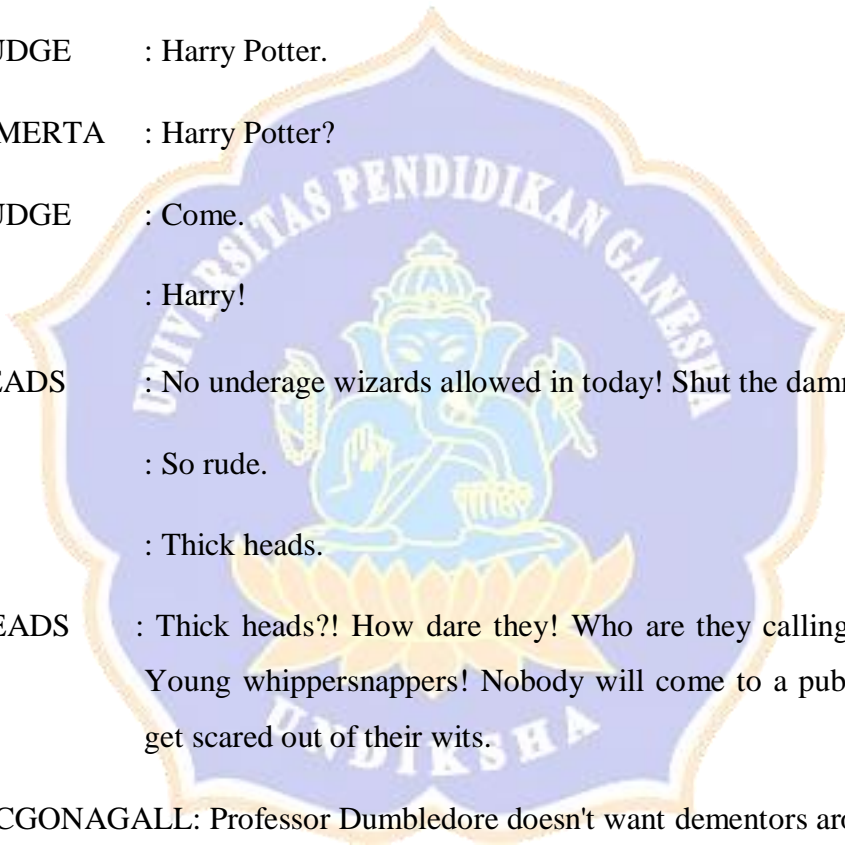 UDGE : Harry Potter.
MERTA : Harry Potter?
UDGE : Come.
: Harry!
EADS : No underage wizards allowed in today! Shut the damn
: So rude.
: Thick heads.
EADS : Thick heads?! How dare they! Who are they calling
Young whippersnappers! Nobody will come to a pub
get scared out of their wits.
CGONAGALL: Professor Dumbledore doesn't want dementors
UNIVERSITAS PENDIDIKAN GANESHA
UNDIKSHA